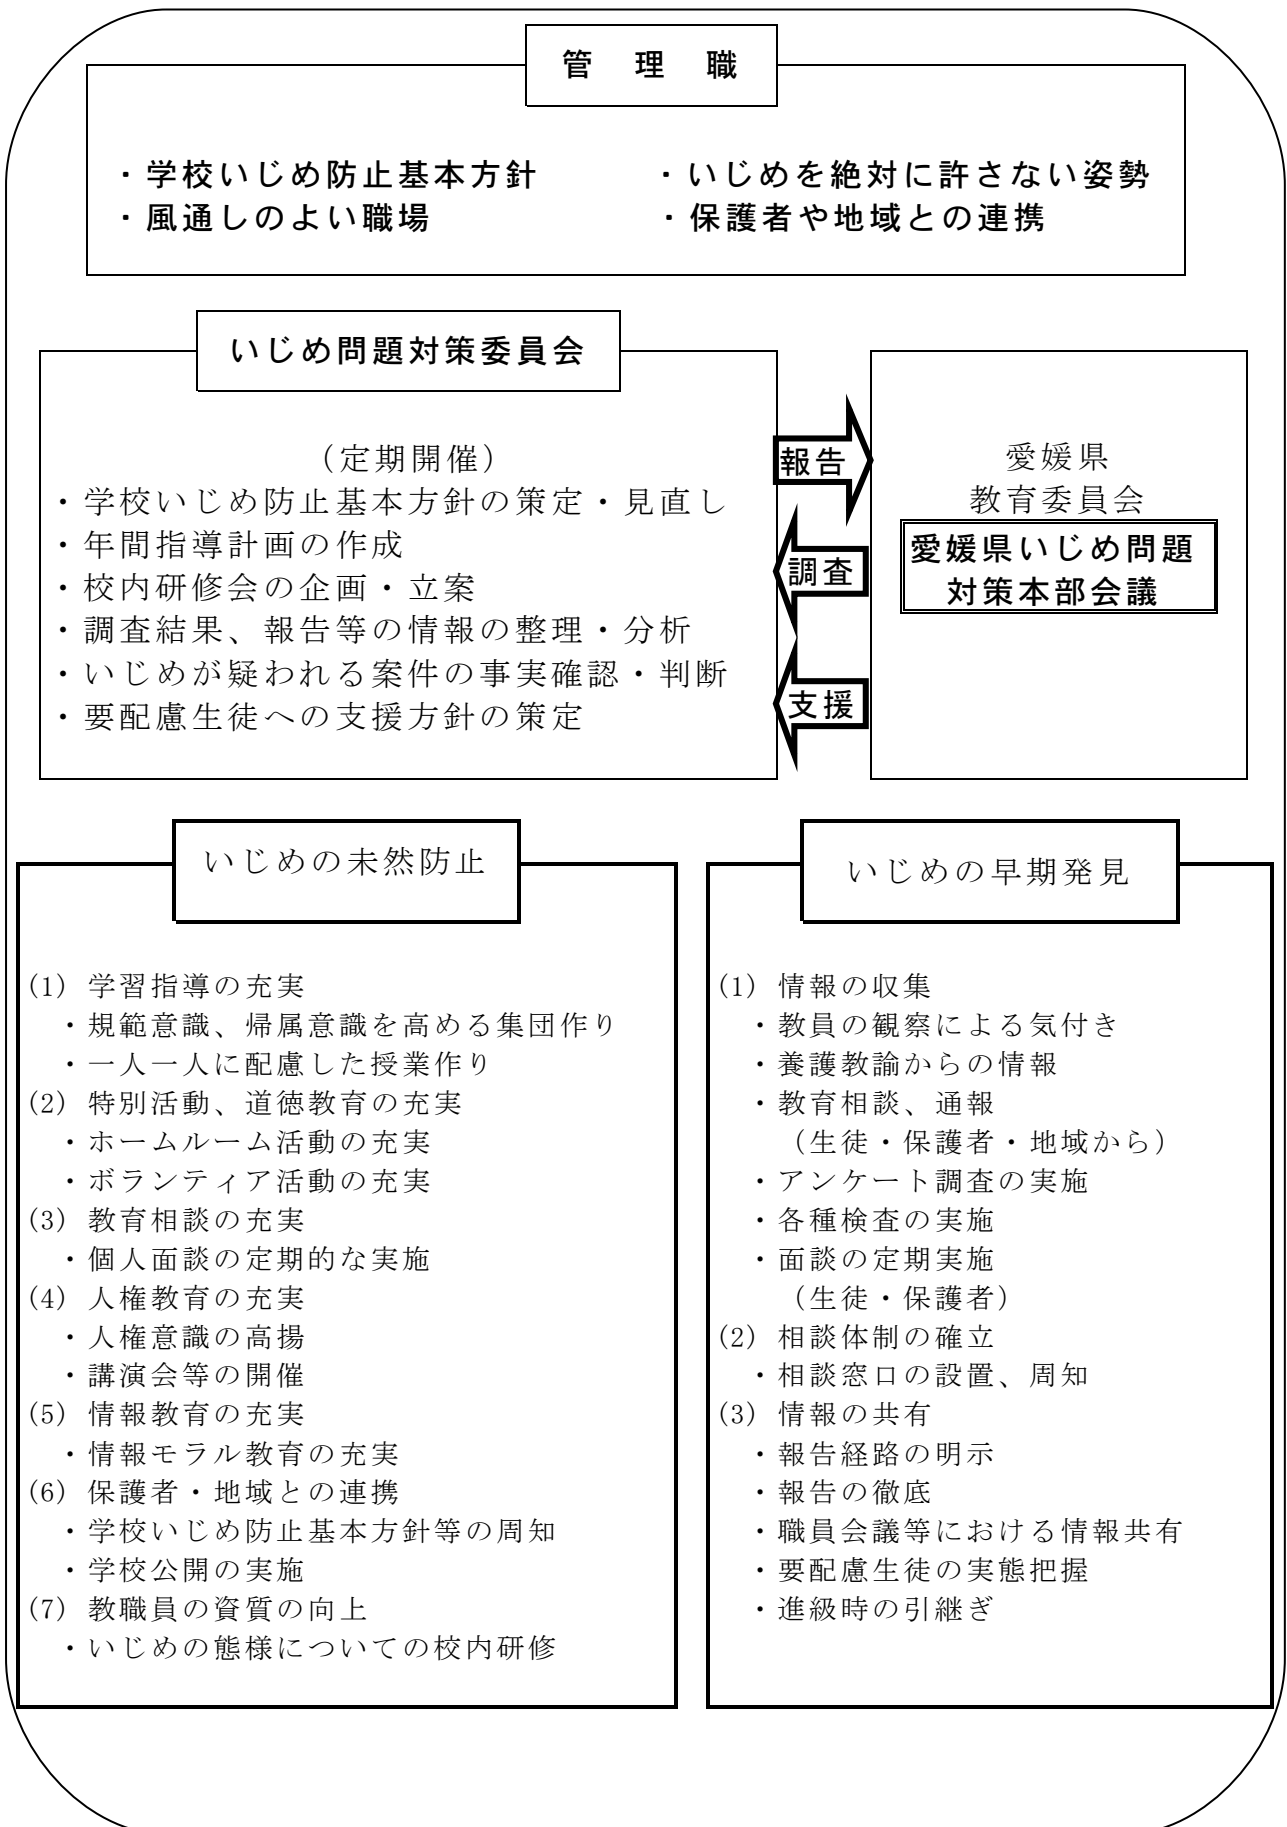 管　理　職
・学校いじめ防止基本方針
・いじめを絶対に許さない姿勢
・風通しのよい職場
・保護者や地域との連携
いじめ問題対策委員会
（定期開催）
・学校いじめ防止基本方針の策定・見直し
・年間指導計画の作成
・校内研修会の企画・立案
・調査結果、報告等の情報の整理・分析
・いじめが疑われる案件の事実確認・判断
・要配慮生徒への支援方針の策定
報告
調査
支援
愛媛県
教育委員会
愛媛県いじめ問題
対策本部会議
いじめの未然防止
(1) 学習指導の充実
・規範意識、帰属意識を高める集団作り
・一人一人に配慮した授業作り
(2) 特別活動、道徳教育の充実
・ホームルーム活動の充実
・ボランティア活動の充実
(3) 教育相談の充実
・個人面談の定期的な実施
(4) 人権教育の充実
・人権意識の高揚
・講演会等の開催
(5) 情報教育の充実
・情報モラル教育の充実
(6) 保護者・地域との連携
・学校いじめ防止基本方針等の周知
・学校公開の実施
(7) 教職員の資質の向上
・いじめの態様についての校内研修
いじめの早期発見
(1) 情報の収集
・教員の観察による気付き
・養護教諭からの情報
・教育相談、通報
（生徒・保護者・地域から）
・アンケート調査の実施
・各種検査の実施
・面談の定期実施
（生徒・保護者）
(2) 相談体制の確立
・相談窓口の設置、周知
(3) 情報の共有
・報告経路の明示
・報告の徹底
・職員会議等における情報共有
・要配慮生徒の実態把握
・進級時の引継ぎ